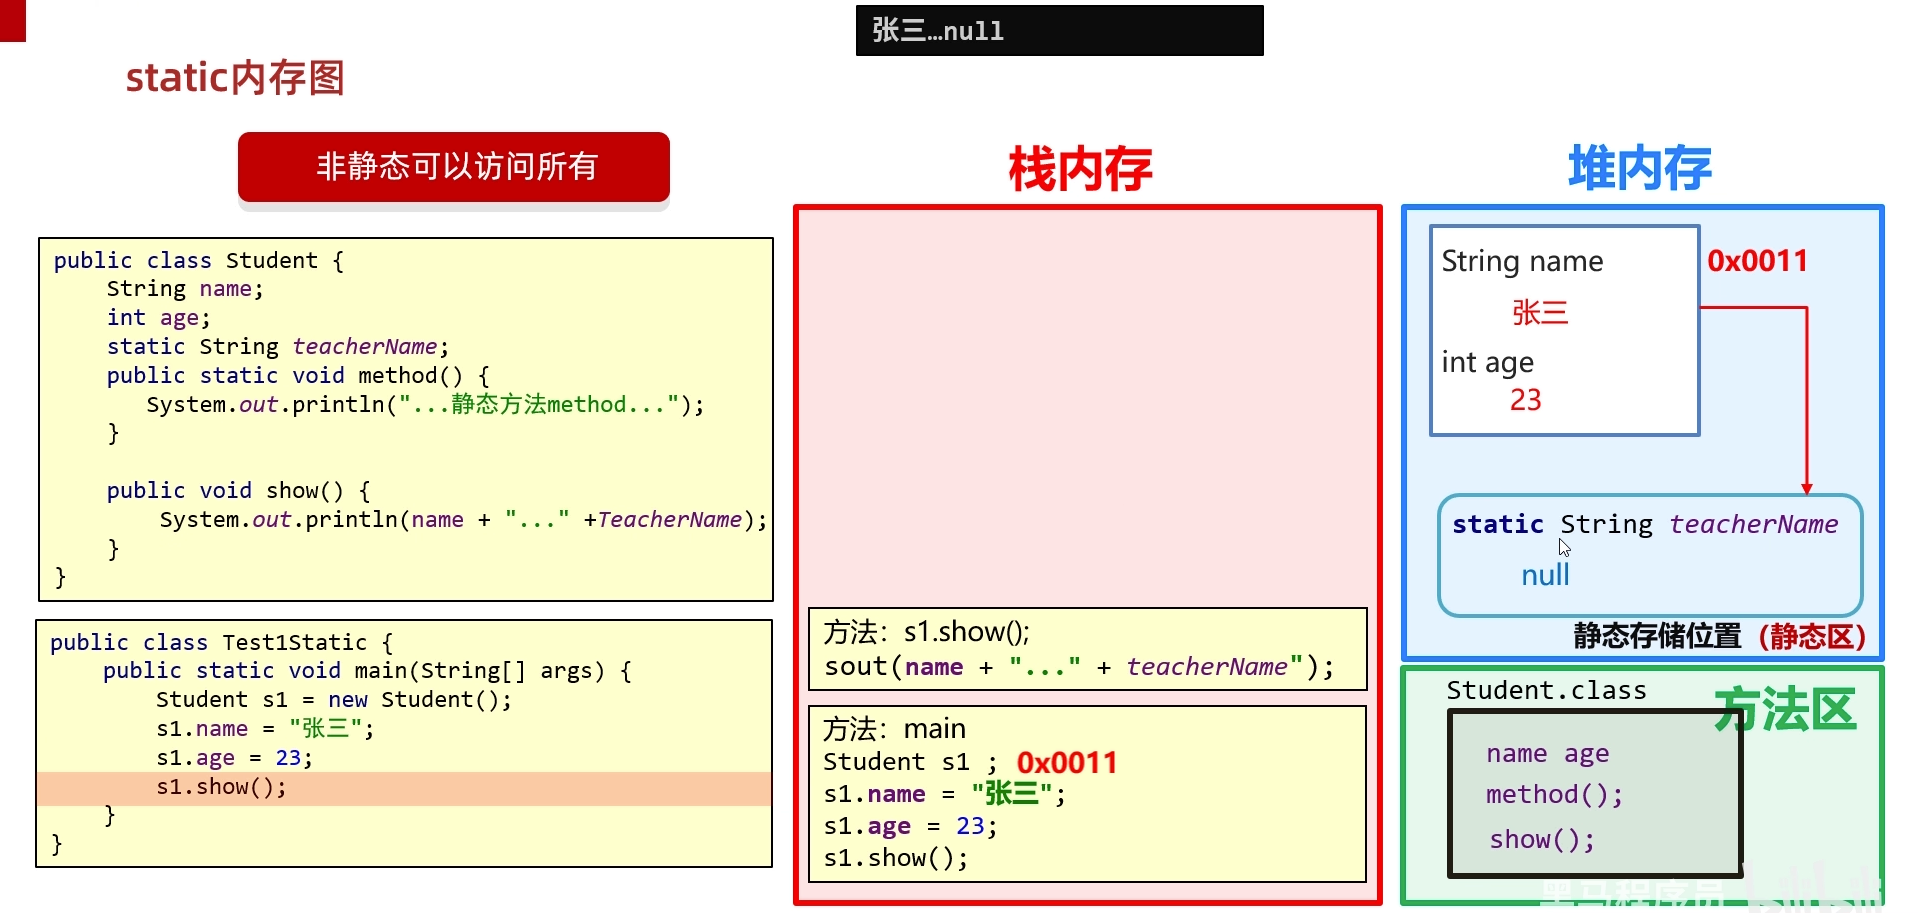 张三…null
static内存图
非静态可以访问所有
public class Student {
String name;
int age;
static String teacherName;
public static void method() {
System.out.println("...静态方法method...");
}
public void show() {
System.out.println(name + "..." +TeacherName);
}
}
public class Test1Static {
public static void main(String[] args) {
Student s1 = new Student();
s1.name = "张三";
s1.age = 23;
s1.show();
}
}
栈内存
方法：s1.show();
sout(name + "..." + teacherName");
方法：main
Student s1 ; 0x0011
s1.name = "张三";
s1.age = 23;
s1.show();
堆内存
String name
0x0011
张三
int age
23
static String teacherName
null
静态存储位置（静态区）
Student.class
方法区
name age
method();
show();
黑马程序员